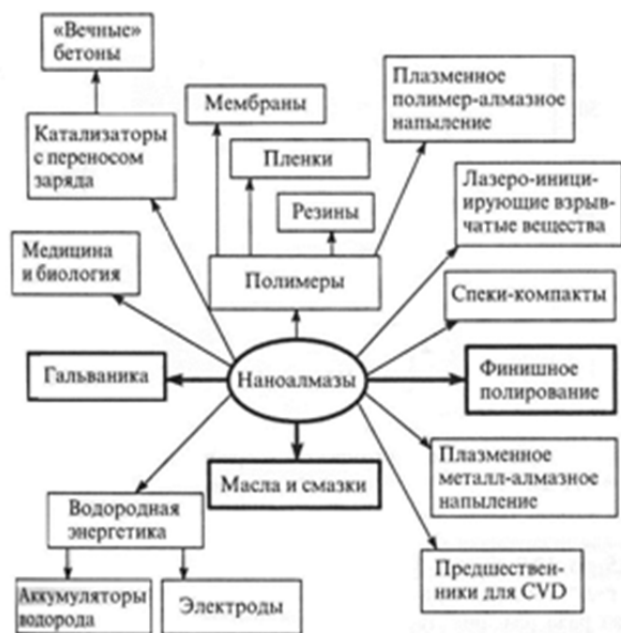 «Вечные»
бетоны
Мембраны
Плазменное
полимер-алмазное
напыление
Катализаторы
с переносом
заряда
Пленки
Лазеро-иници-
ирующие взрыв-
чатые вещества
Резины
Медицина
и биология
Полимеры
Спеки-компакты
Гальваника
Наноалмазы
Финишное
полирование
Масла и смазки
Плазменное
металл-алмазное
напыление
Водородная
энергетика
Предшествен-
ники для CVD
Аккумуляторы
водорода
Электроды